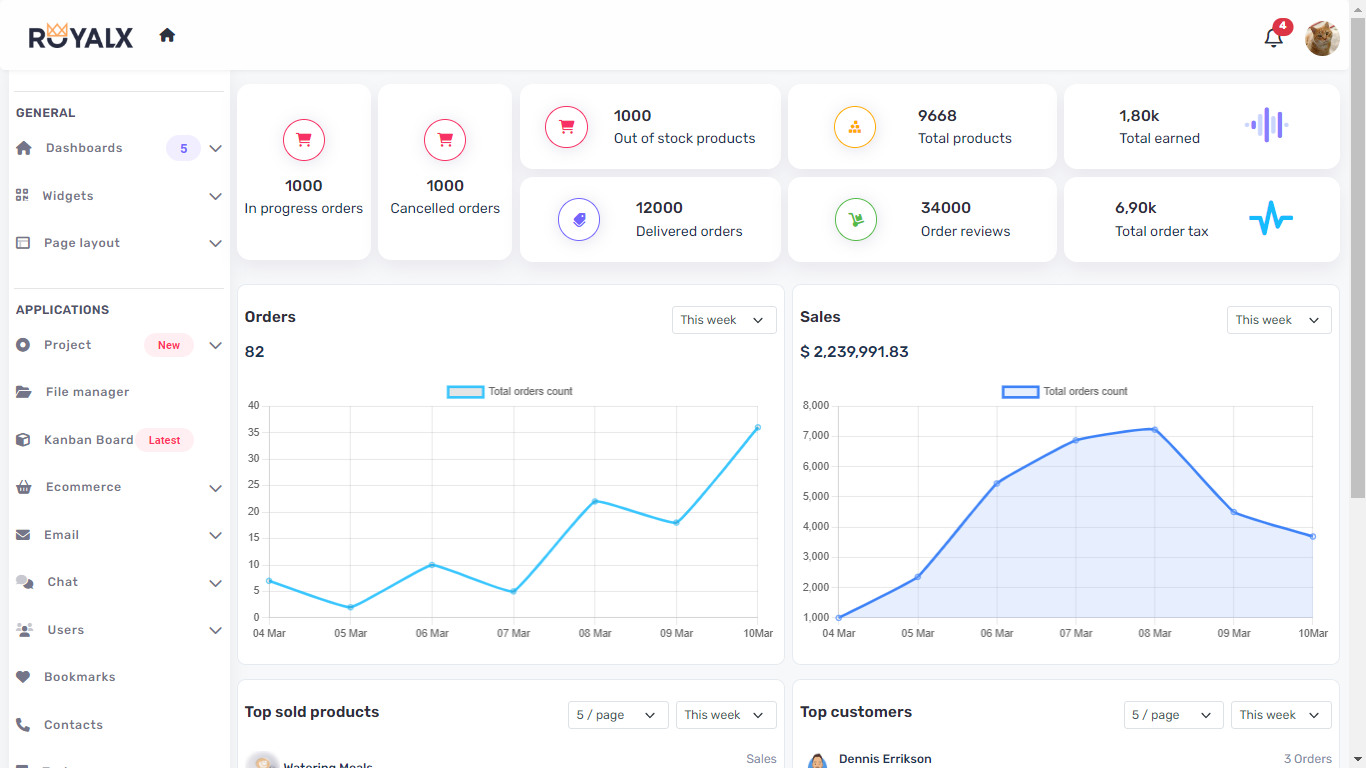 ROYALX
4
GENERAL
Dashboards 5
Widgets
Page layout
APPLICATIONS
Project New
File manager
Kanban Board Latest
Ecommerce
Email
Chat
Users
Bookmarks
Contacts
1000
In progress orders
1000
Cancelled orders
1000
Out of stock products
9668
Total products
1,80k
Total earned
12000
Delivered orders
34000
Order reviews
6,90k
Total order tax
Orders
This week
82
Total orders count
40
35
30
25
20
15
10
5
0
04 Mar 05 Mar 06 Mar 07 Mar 08 Mar 09 Mar 10Mar
Sales
This week
$ 2,239,991.83
Total orders count
8,000
7,000
6,000
5,000
4,000
3,000
2,000
1,000
04 Mar 05 Mar 06 Mar 07 Mar 08 Mar 09 Mar 10Mar
Top sold products
5 / page
This week
Watering Meals
Sales
Top customers
5 / page
This week
Dennis Errikson
3 Orders